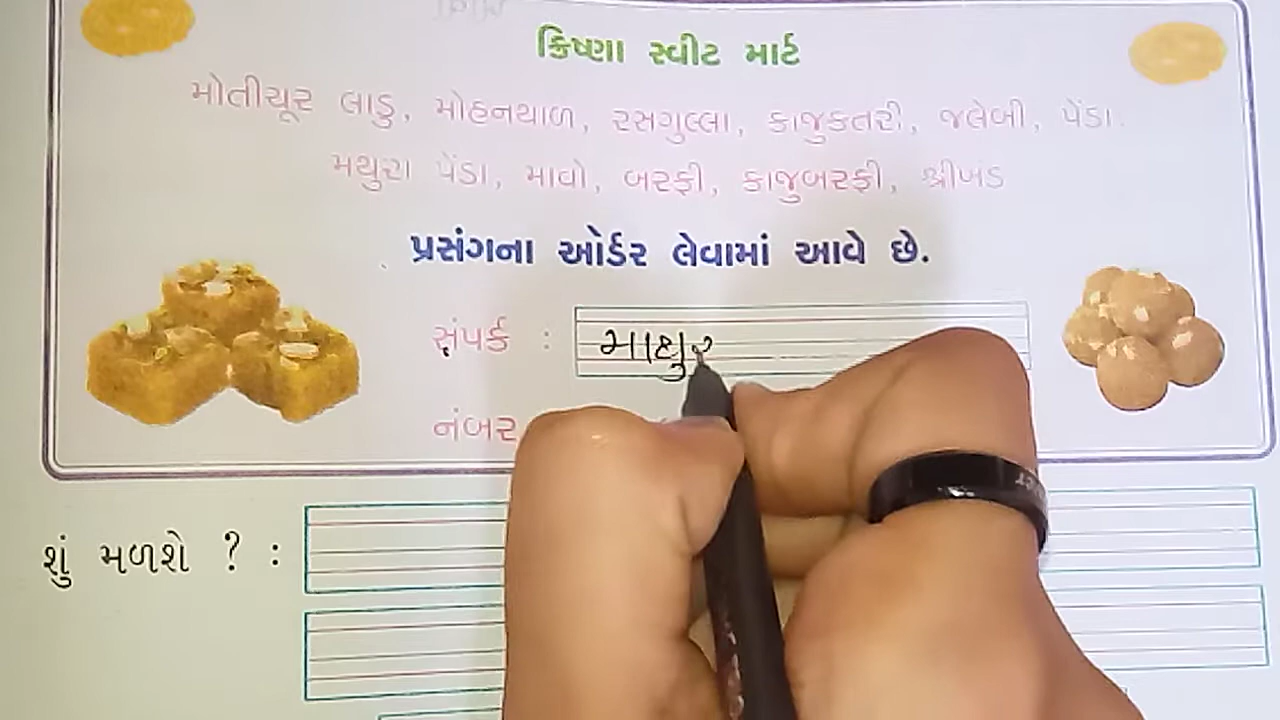 ક્રિષ્ણા સ્વીટ માર્ટ
મોતીચૂર લાડુ, મોહનથાળ, રસગુલ્લા, કાજુકતરી, જલેબી, પેંડા
મથુરા પેંડા, માવો, બરફી, કાજુબરફી, શ્રીખંડ
પ્રસંગના ઓર્ડર લેવામાં આવે છે.
સંપર્ક : માધુર
નંબર
શું મળશે ? :